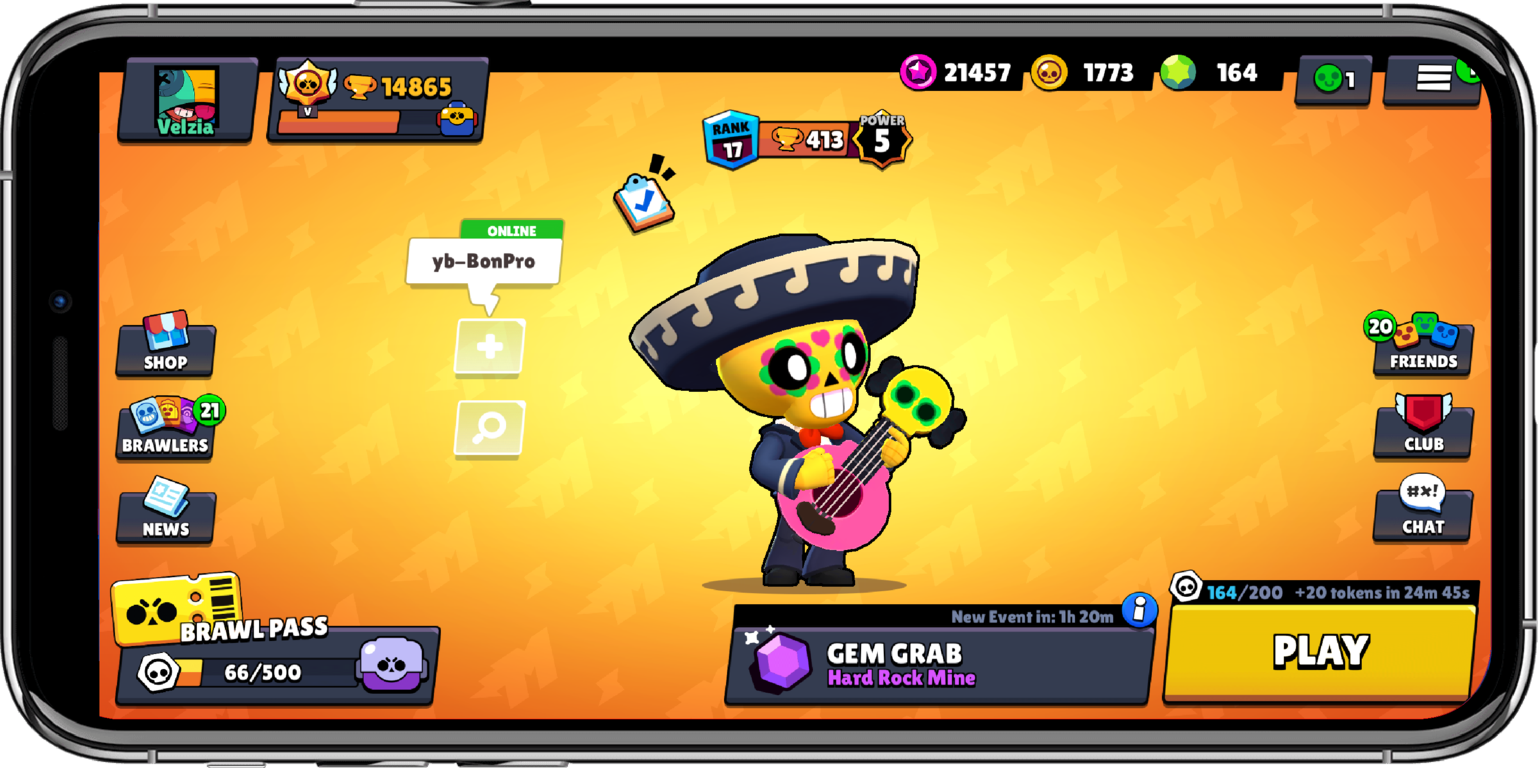 Velzia
V
14865
21457
1773
164
1
RANK
17
413
POWER
5
ONLINE
yb-BonPro
SHOP
21
BRAWLERS
NEWS
20
FRIENDS
CLUB
#x!
CHAT
BRAWL PASS
66/500
New Event in: 1h 20m
i
GEM GRAB
Hard Rock Mine
164/200 +20 tokens in 24m 45s
PLAY